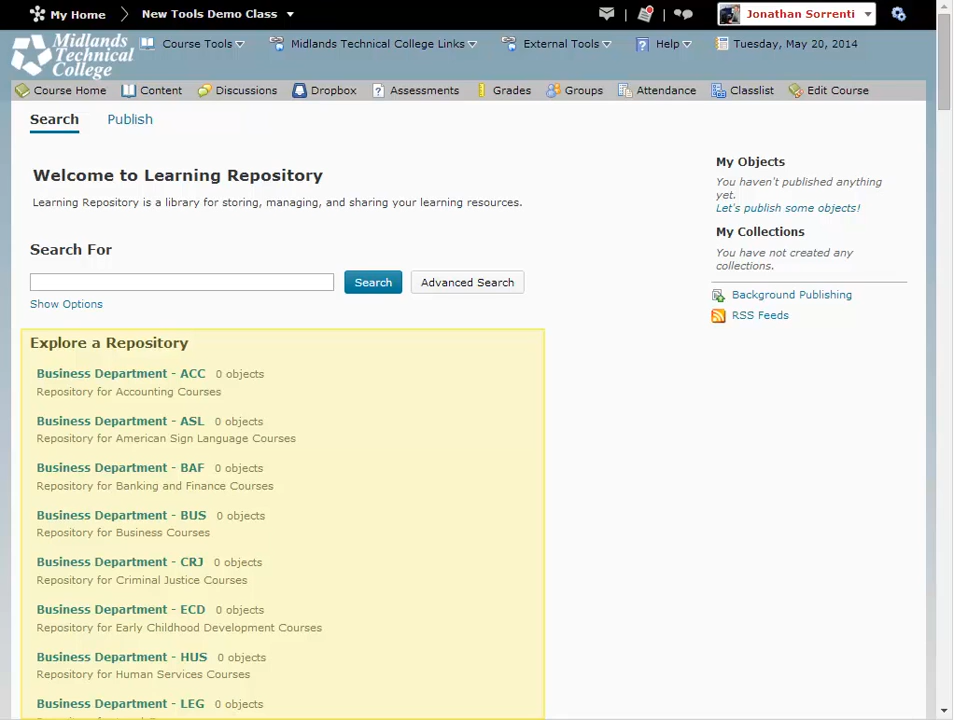 My Home
New Tools Demo Class
Jonathan Sorrenti
Midlands
Technical
College
Course Tools
Midlands Technical College Links
External Tools
Help
Tuesday, May 20, 2014
Course Home
Content
Discussions
Dropbox
Assessments
Grades
Groups
Attendance
Classlist
Edit Course
Search
Publish
Welcome to Learning Repository
Learning Repository is a library for storing, managing, and sharing your learning resources.
Search For
Search
Advanced Search
Show Options
Explore a Repository
Business Department - ACC 0 objects
Repository for Accounting Courses
Business Department - ASL 0 objects
Repository for American Sign Language Courses
Business Department - BAF 0 objects
Repository for Banking and Finance Courses
Business Department - BUS 0 objects
Repository for Business Courses
Business Department - CRJ 0 objects
Repository for Criminal Justice Courses
Business Department - ECD 0 objects
Repository for Early Childhood Development Courses
Business Department - HUS 0 objects
Repository for Human Services Courses
Business Department - LEG 0 objects
My Objects
You haven't published anything
yet.
Let's publish some objects!
My Collections
You have not created any
collections.
Background Publishing
RSS Feeds